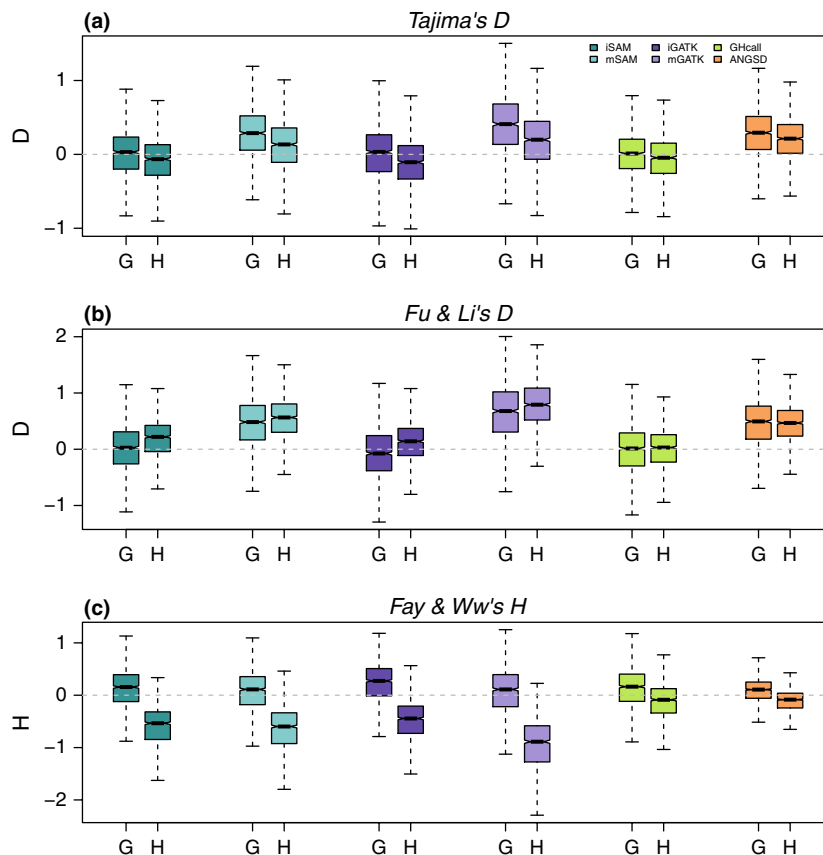 (a) Tajima's D
iSAM iGATK GHcall
mSAM mGATK ANGSD
1
0
−1
D
G H G H G H G H G H G H
(b) Fu & Li's D
2
1
0
−1
D
G H G H G H G H G H G H
(c) Fay & Ww's H
1
0
−1
−2
H
G H G H G H G H G H G H